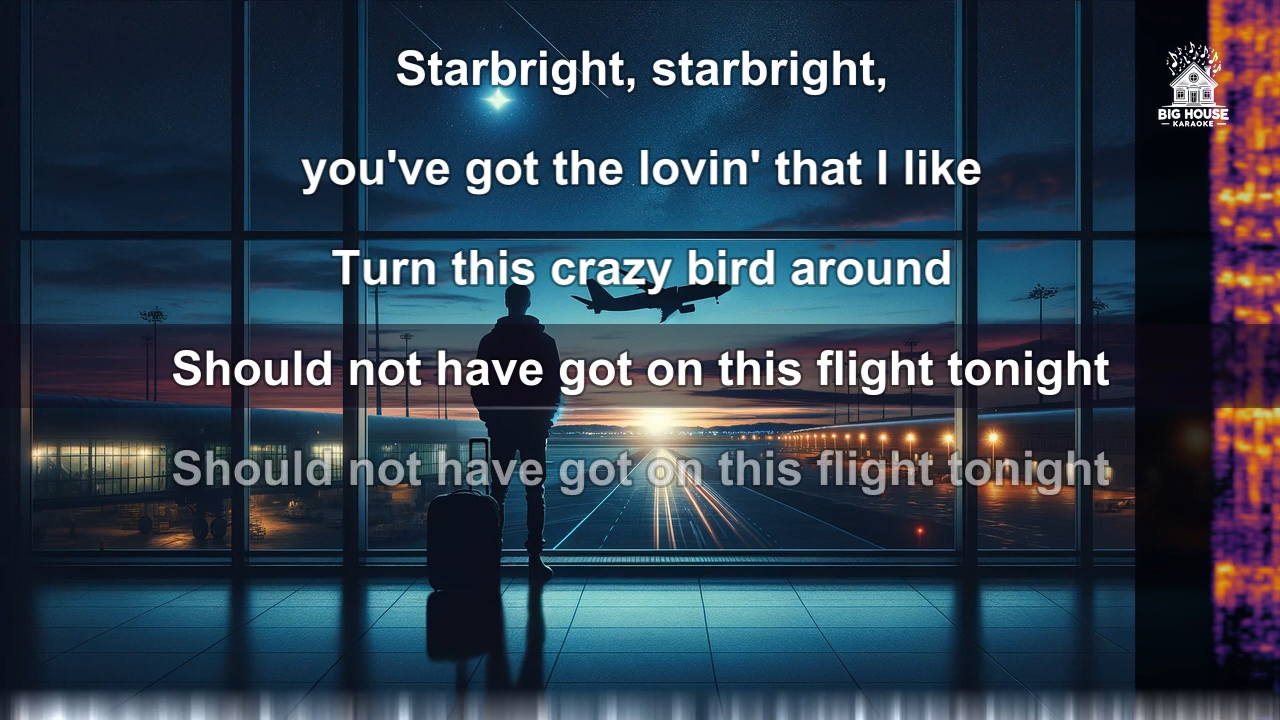 Starbright, starbright,
you've got the lovin' that I like
Turn this crazy bird around
Should not have got on this flight tonight
Should not have got on this flight tonight
BIG HOUSE
KARAOKE